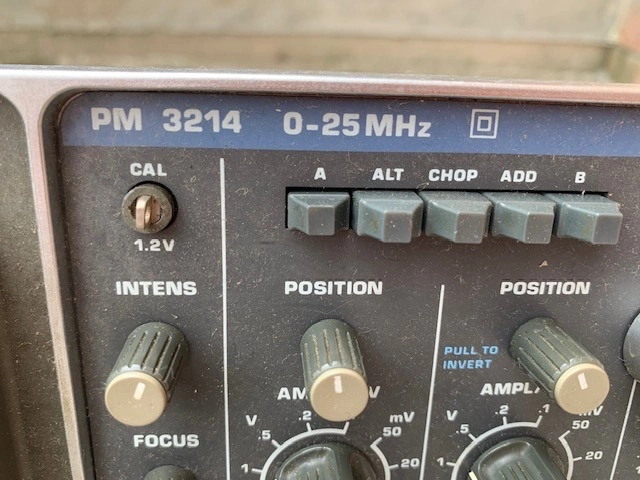 PM 3214 0-25MHz
CAL
A ALT CHOP ADD B
1.2V
INTENS POSITION POSITION
PULL TO
INVERT
V .5 .2 mV 50 20 1
V .5 .2 .1 50 20 1
FOCUS